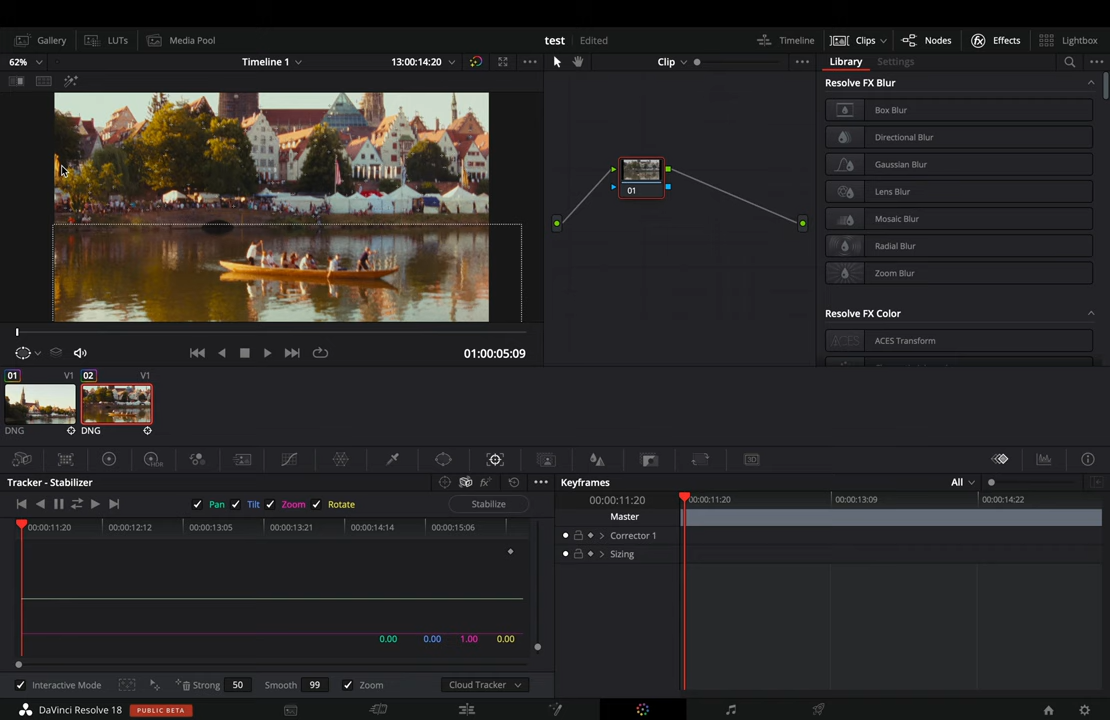 Gallery LUTs Media Pool test Edited Timeline Clips Nodes Effects Lightbox
62% Timeline 1 13:00:14:20 Clip Library Settings
Resolve FX Blur
Box Blur
Directional Blur
Gaussian Blur
01
Lens Blur
Mosaic Blur
Radial Blur
Zoom Blur
Resolve FX Color
ACES ACES Transform
01:00:05:09
01 V1 02 V1
DNG DNG
Tracker - Stabilizer Keyframes All
Pan Tilt Zoom Rotate Stabilize 00:00:11:20 00:00:11:20 00:00:13:09 00:00:14:22
00:00:11:20 00:00:12:12 00:00:13:05 00:00:13:21 00:00:14:14 00:00:15:06 Master
Corrector 1
Sizing
0.00 0.00 1.00 0.00
Interactive Mode Strong 50 Smooth 99 Zoom Cloud Tracker
DaVinci Resolve 18 PUBLIC BETA